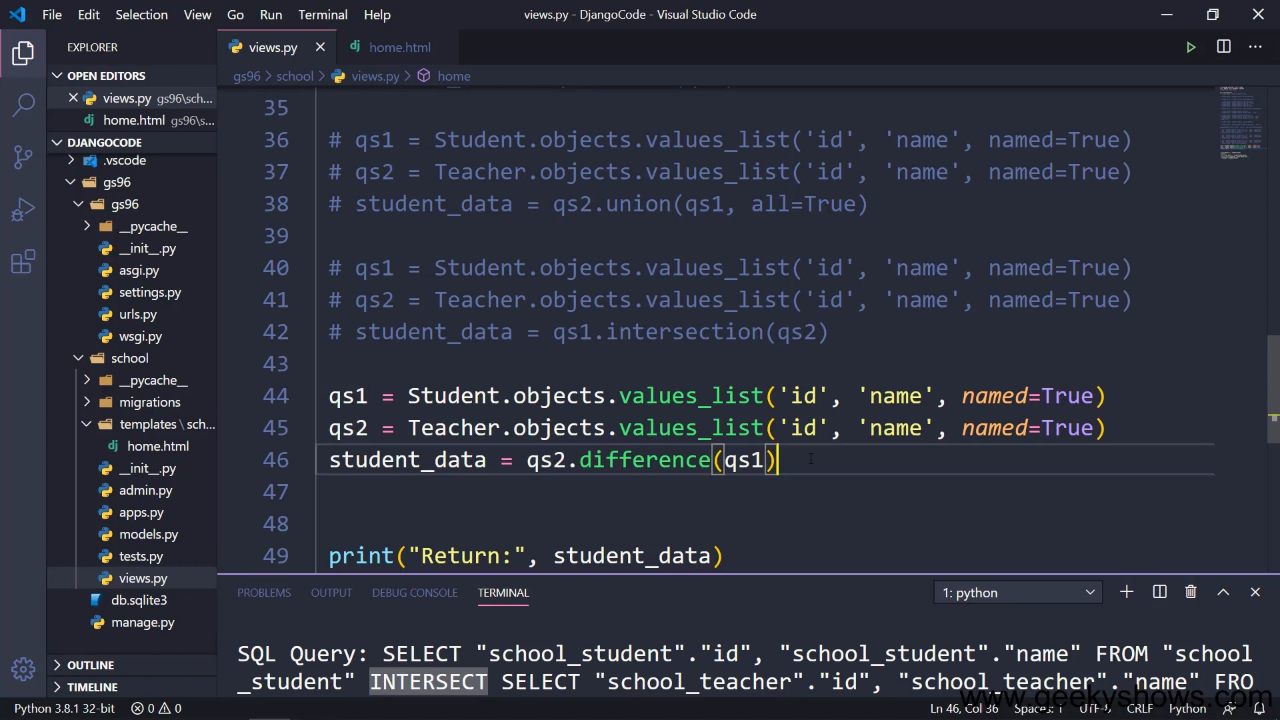 File Edit Selection View Go Run Terminal Help
views.py - DjangoCode - Visual Studio Code
EXPLORER
OPEN EDITORS
views.py gs96\sc...
home.html gs96\s...
DJANGOCODE
.vscode
gs96
gs96
__pycache__
__init__.py
asgi.py
settings.py
urls.py
wsgi.py
school
__pycache__
migrations
templates \ sc...
home.html
__init__.py
admin.py
apps.py
models.py
tests.py
views.py
db.sqlite3
manage.py
OUTLINE
TIMELINE
views.py home.html
gs96 > school > views.py > home
35
36 # qs1 = Student.objects.values_list('id', 'name', named=True)
37 # qs2 = Teacher.objects.values_list('id', 'name', named=True)
38 # student_data = qs2.union(qs1, all=True)
39
40 # qs1 = Student.objects.values_list('id', 'name', named=True)
41 # qs2 = Teacher.objects.values_list('id', 'name', named=True)
42 # student_data = qs1.intersection(qs2)
43
44 qs1 = Student.objects.values_list('id', 'name', named=True)
45 qs2 = Teacher.objects.values_list('id', 'name', named=True)
46 student_data = qs2.difference(qs1)
47
48
49 print("Return:", student_data)
PROBLEMS OUTPUT DEBUG CONSOLE TERMINAL
1: python
SQL Query: SELECT "school_student"."id", "school_student"."name" FROM "school
_student" INTERSECT SELECT "school_teacher"."id", "school_teacher"."name" FRO
www.geekyshows.com
Python 3.8.1 32-bit 0 0 Ln 46, Col 36 Spaces: UTF-8 CRLF Python